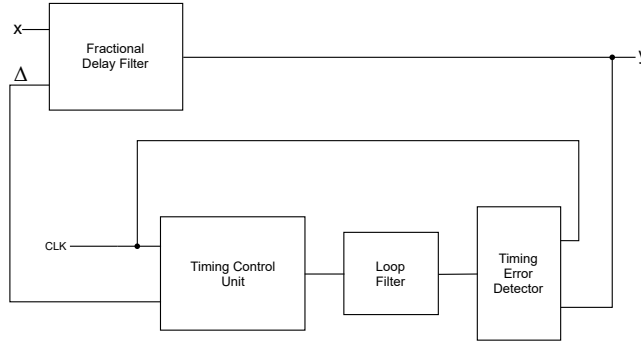 x
Fractional
Delay Filter
y
Δ
CLK
Timing Control
Unit
Loop
Filter
Timing
Error
Detector